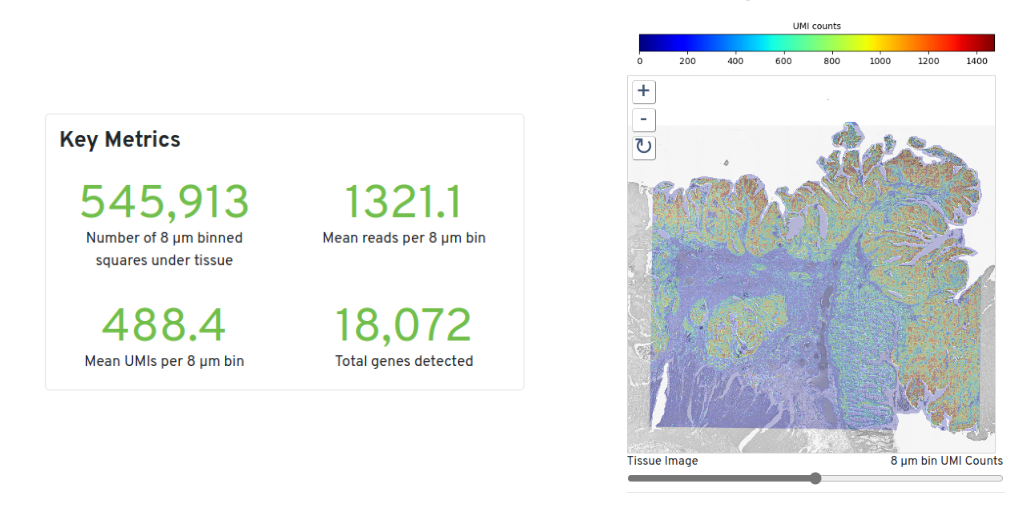 Key Metrics
545,913
Number of 8 µm binned
squares under tissue
1321.1
Mean reads per 8 µm bin
488.4
Mean UMIs per 8 µm bin
18,072
Total genes detected
UMI counts
0 200 400 600 800 1000 1200 1400
+
-
↻
Tissue Image
8 µm bin UMI Counts